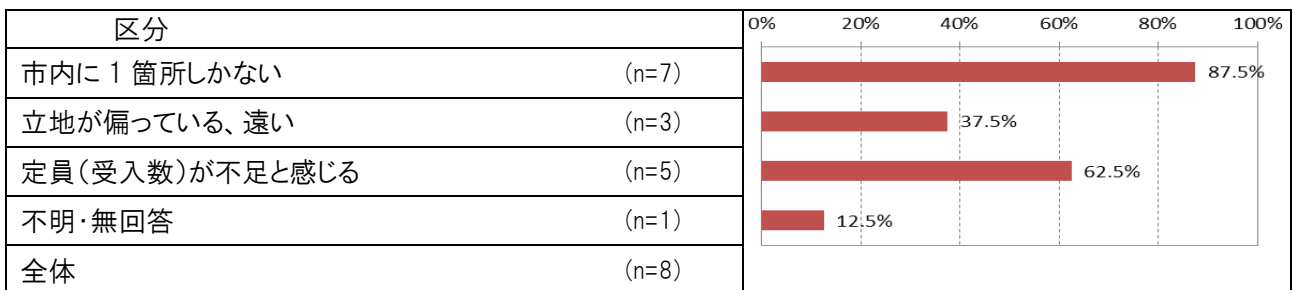 区分 0% 20% 40% 60% 80% 100%
市内に1箇所しかない (n=7) 87.5%
立地が偏っている、遠い (n=3) 37.5%
定員(受入数)が不足と感じる (n=5) 62.5%
不明・無回答 (n=1) 12.5%
全体 (n=8)